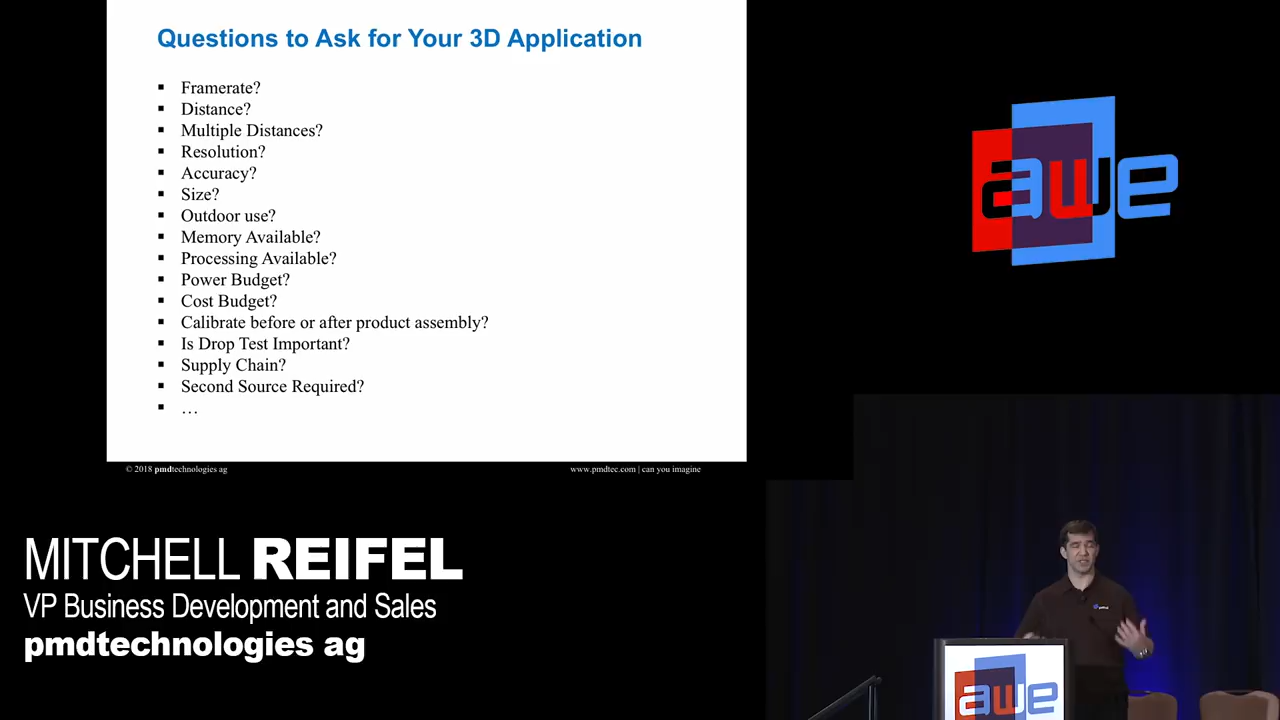 Questions to Ask for Your 3D Application
▪ Framerate?
▪ Distance?
▪ Multiple Distances?
▪ Resolution?
▪ Accuracy?
▪ Size?
▪ Outdoor use?
▪ Memory Available?
▪ Processing Available?
▪ Power Budget?
▪ Cost Budget?
▪ Calibrate before or after product assembly?
▪ Is Drop Test Important?
▪ Supply Chain?
▪ Second Source Required?
▪ …
© 2018 pmdtechnologies ag
www.pmdtec.com | can you imagine
awe
MITCHELL REIFEL
VP Business Development and Sales
pmdtechnologies ag
awe